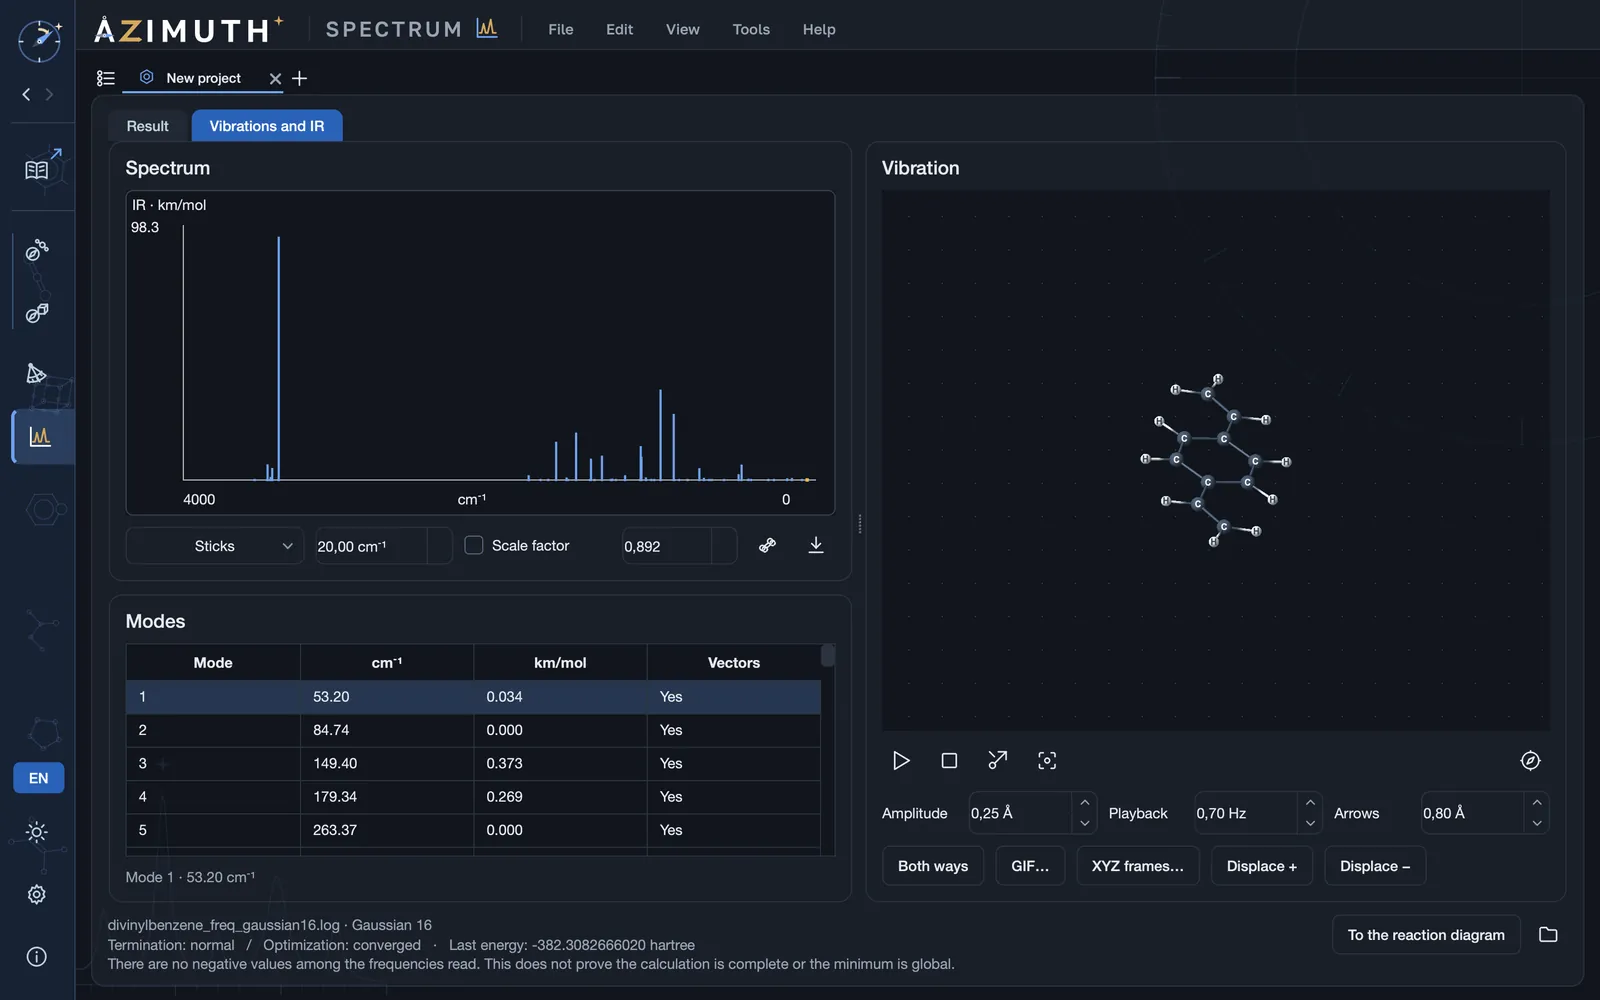 AZIMUTH
SPECTRUM
File Edit View Tools Help
New project
Result
Vibrations and IR
Spectrum
IR · km/mol
98.3
4000 cm⁻¹ 0
Sticks 20,00 cm⁻¹ Scale factor 0,892
Modes
Mode cm⁻¹ km/mol Vectors
1 53.20 0.034 Yes
2 84.74 0.000 Yes
3 149.40 0.373 Yes
4 179.34 0.269 Yes
5 263.37 0.000 Yes
Mode 1 · 53.20 cm⁻¹
Vibration
H H
C
H C H
C C
H C C H
C C
H C H
C H
H
Amplitude 0,25 Å Playback 0,70 Hz Arrows 0,80 Å
Both ways GIF... XYZ frames... Displace + Displace –
EN
divinylbenzene_freq_gaussian16.log · Gaussian 16
Termination: normal / Optimization: converged · Last energy: -382.3082666020 hartree
There are no negative values among the frequencies read. This does not prove the calculation is complete or the minimum is global.
To the reaction diagram